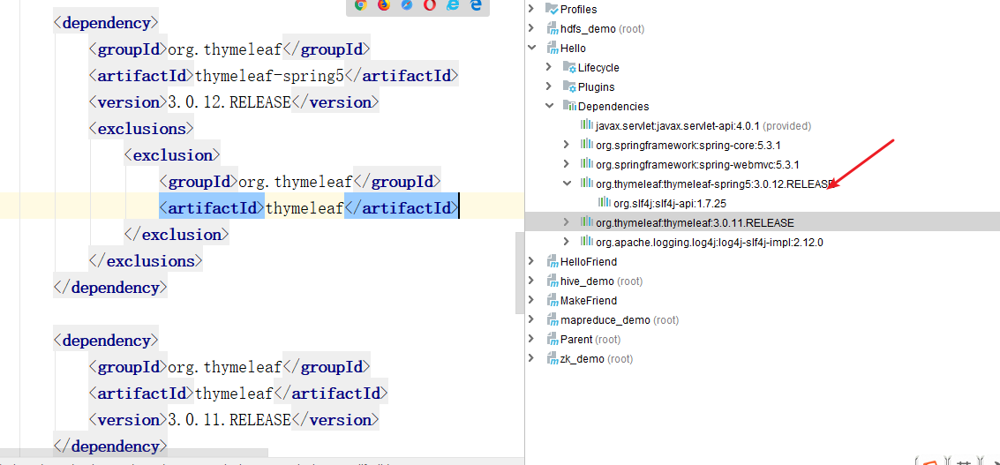 <dependency>
<groupId>org.thymeleaf</groupId>
<artifactId>thymeleaf-spring5</artifactId>
<version>3.0.12.RELEASE</version>
<exclusions>
<exclusion>
<groupId>org.thymeleaf</groupId>
<artifactId>thymeleaf</artifactId>
</exclusion>
</exclusions>
</dependency>
<dependency>
<groupId>org.thymeleaf</groupId>
<artifactId>thymeleaf</artifactId>
<version>3.0.11.RELEASE</version>
</dependency>
Profiles
hdfs_demo (root)
Hello
Lifecycle
Plugins
Dependencies
javax.servlet:javax.servlet-api:4.0.1 (provided)
org.springframework:spring-core:5.3.1
org.springframework:spring-webmvc:5.3.1
org.thymeleaf:thymeleaf-spring5:3.0.12.RELEASE
org.slf4j:slf4j-api:1.7.25
org.thymeleaf:thymeleaf:3.0.11.RELEASE
org.apache.logging.log4j:log4j-slf4j-impl:2.12.0
HelloFriend
hive_demo (root)
MakeFriend
mapreduce_demo (root)
Parent (root)
zk_demo (root)